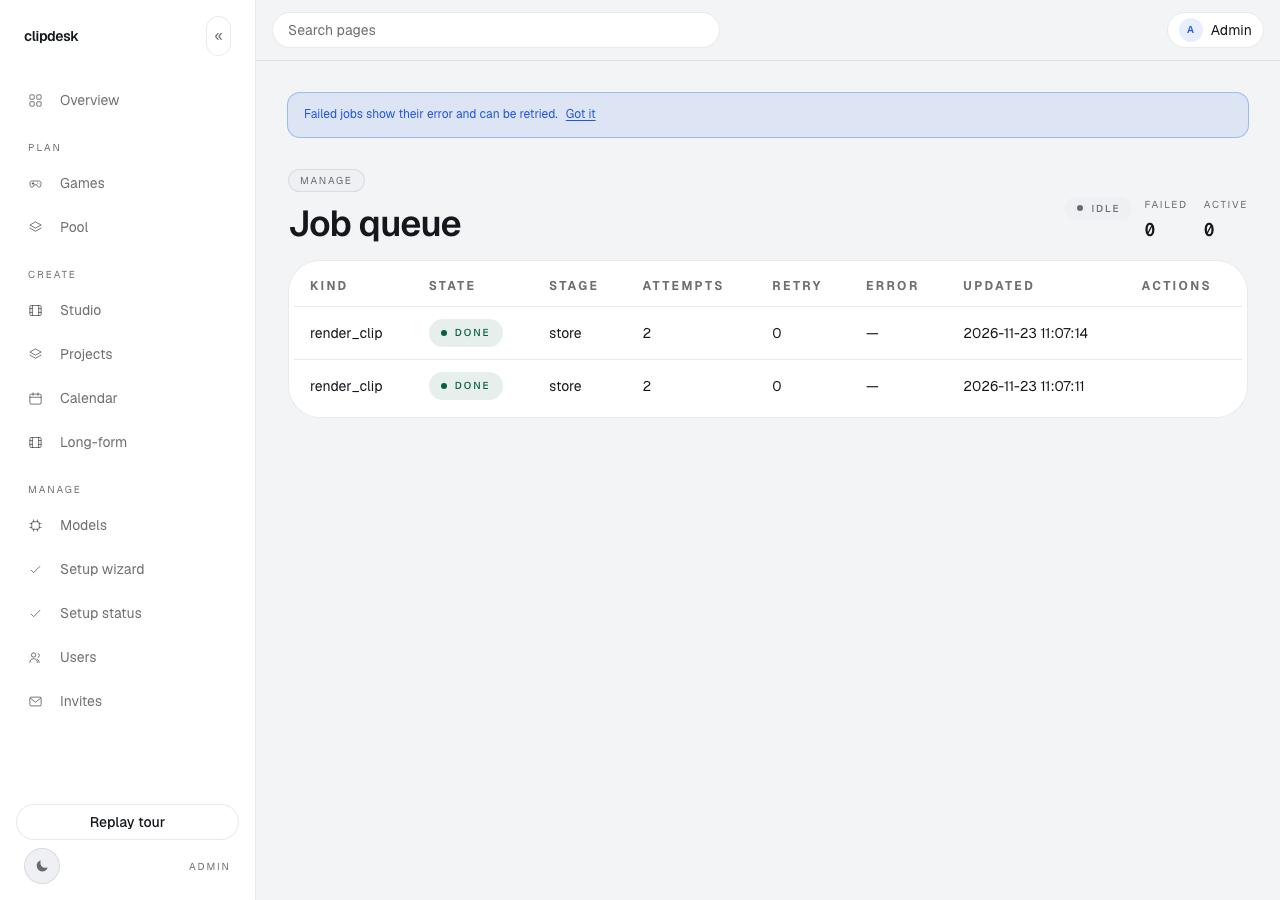 clipdesk «
Search pages
A Admin
Overview
PLAN
Games
Pool
CREATE
Studio
Projects
Calendar
Long-form
MANAGE
Models
Setup wizard
Setup status
Users
Invites
Replay tour
ADMIN
Failed jobs show their error and can be retried. Got it
MANAGE
Job queue
IDLE
FAILED ACTIVE
0 0
KIND STATE STAGE ATTEMPTS RETRY ERROR UPDATED ACTIONS
render_clip DONE store 2 0 — 2026-11-23 11:07:14
render_clip DONE store 2 0 — 2026-11-23 11:07:11